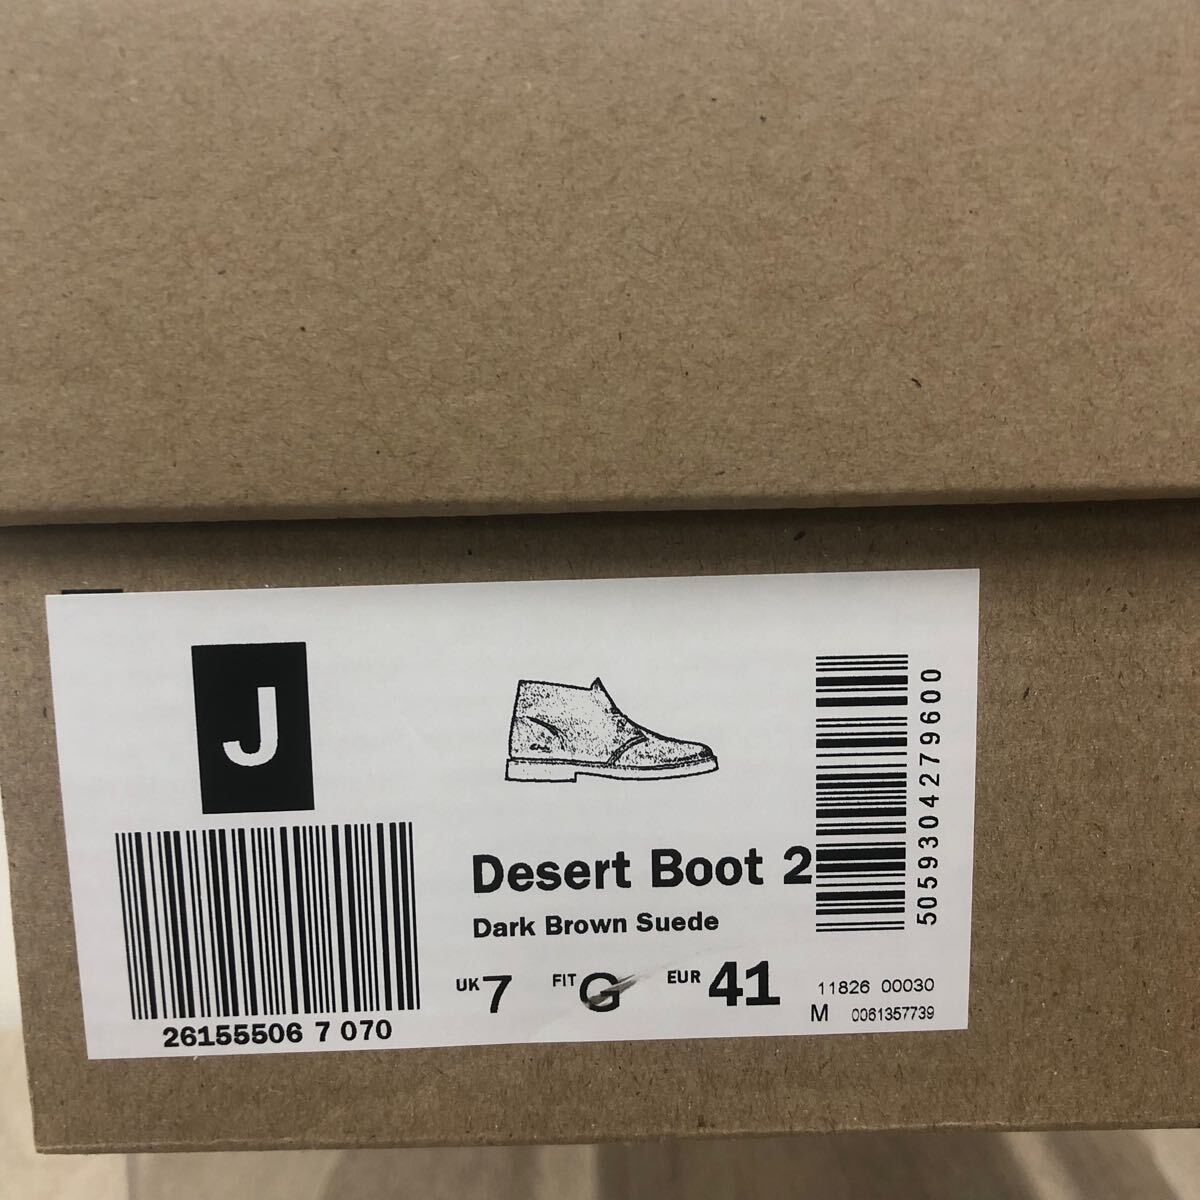 J
Desert Boot 2
Dark Brown Suede
UK 7 FIT G EUR 41
26155506 7 070
5059304279600
11826 00030
M 0061357739